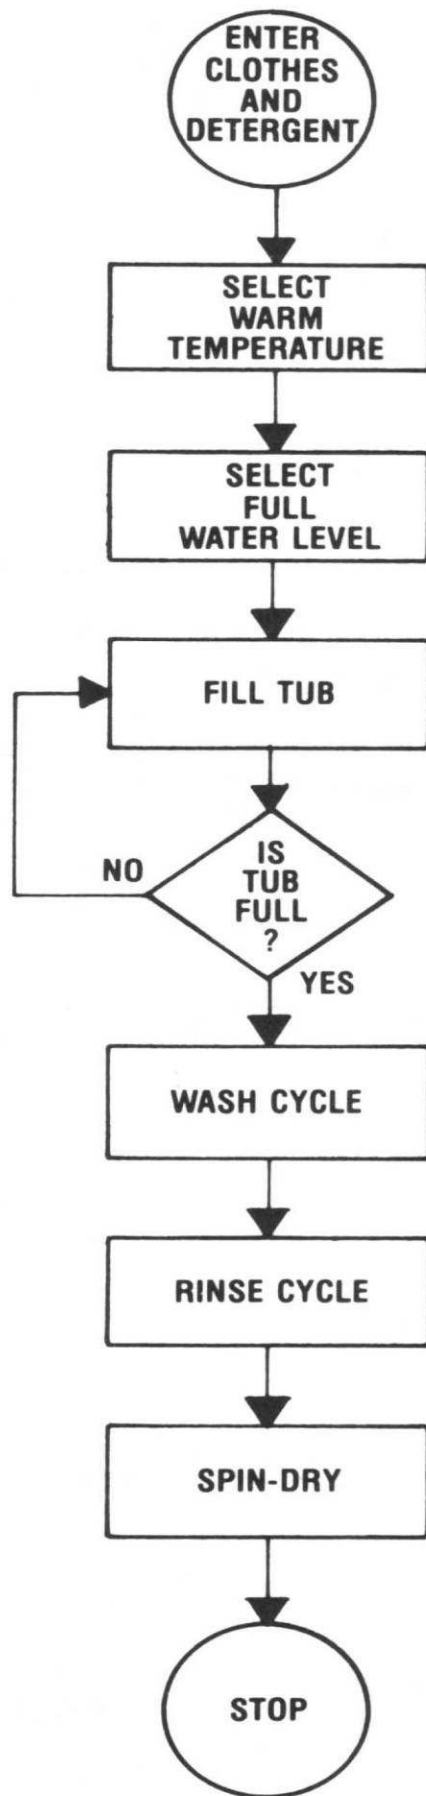 ENTER
CLOTHES
AND
DETERGENT
SELECT
WARM
TEMPERATURE
SELECT
FULL
WATER LEVEL
FILL TUB
IS
TUB
FULL
?
NO
YES
WASH CYCLE
RINSE CYCLE
SPIN-DRY
STOP